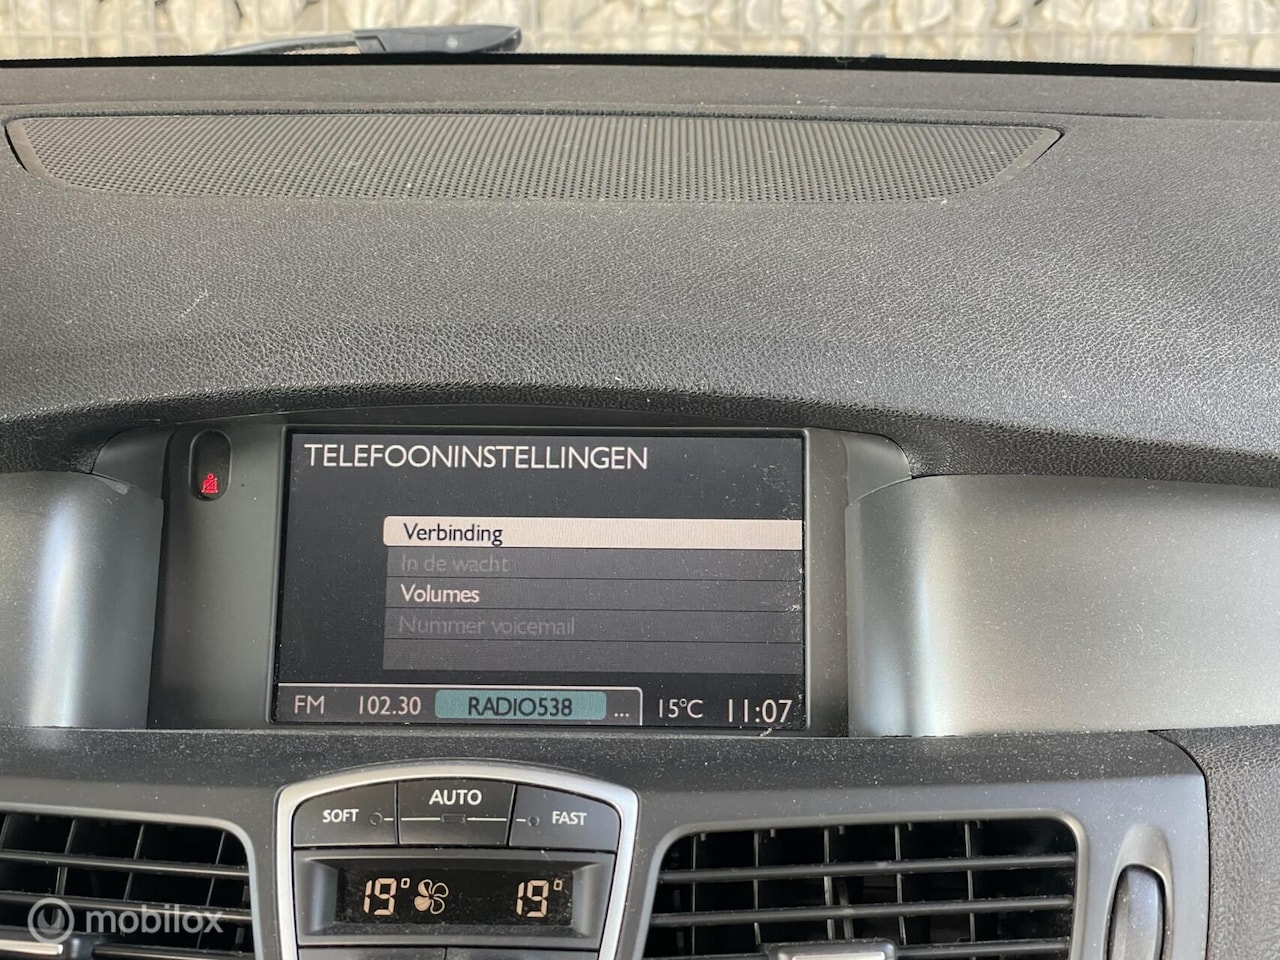 TELEFOONINSTELLINGEN
Verbinding
In de wacht
Volumes
Nummer voicemail
FM 102.30 RADIO538 ... 15°C 11:07
SOFT AUTO FAST
19° 19°
mobilox